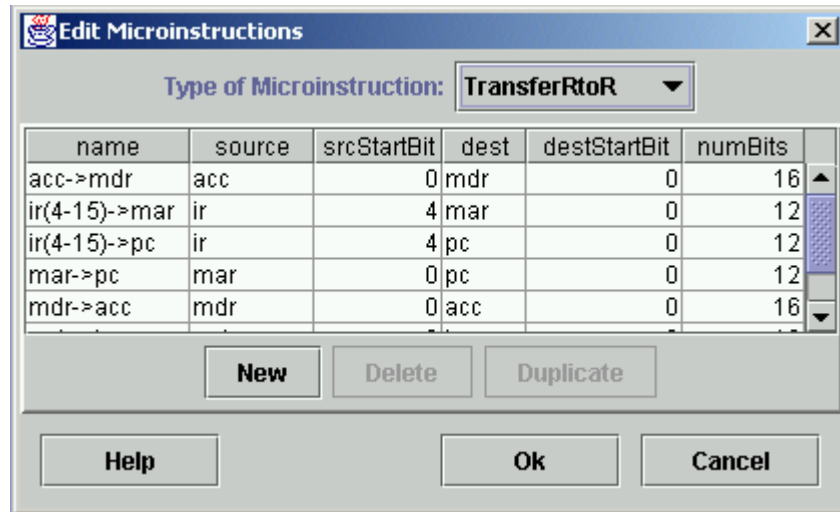 Edit Microinstructions
Type of Microinstruction: TransferRtoR
name source srcStartBit dest destStartBit numBits
acc->mdr acc 0 mdr 0 16
ir(4-15)->mar ir 4 mar 0 12
ir(4-15)->pc ir 4 pc 0 12
mar->pc mar 0 pc 0 12
mdr->acc mdr 0 acc 0 16
New Delete Duplicate
Help Ok Cancel